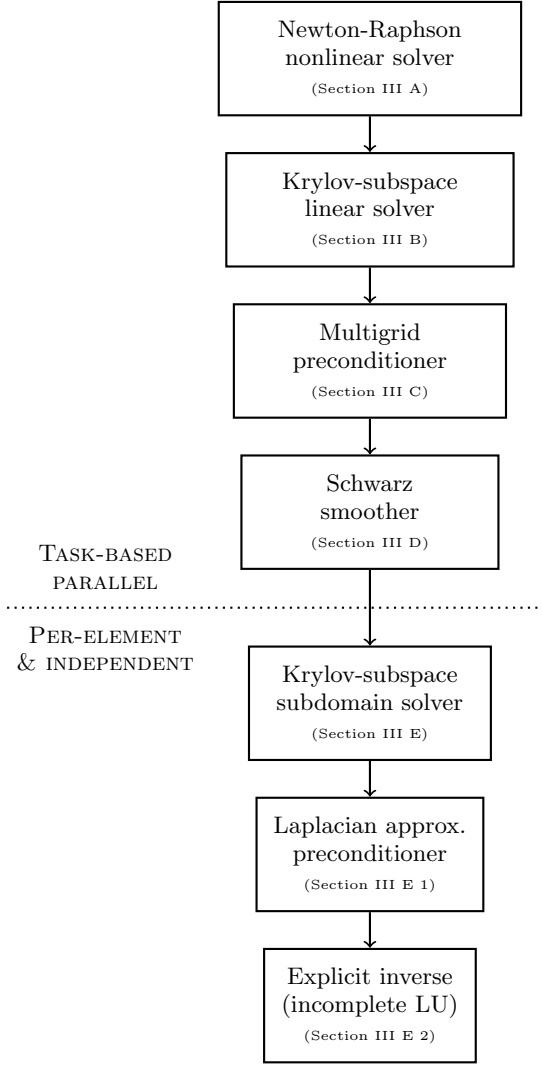 Newton-Raphson
nonlinear solver
(Section III A)
Krylov-subspace
linear solver
(Section III B)
Multigrid
preconditioner
(Section III C)
Schwarz
smoother
(Section III D)
Task-based
parallel
Per-element
& independent
Krylov-subspace
subdomain solver
(Section III E)
Laplacian approx.
preconditioner
(Section III E 1)
Explicit inverse
(incomplete LU)
(Section III E 2)